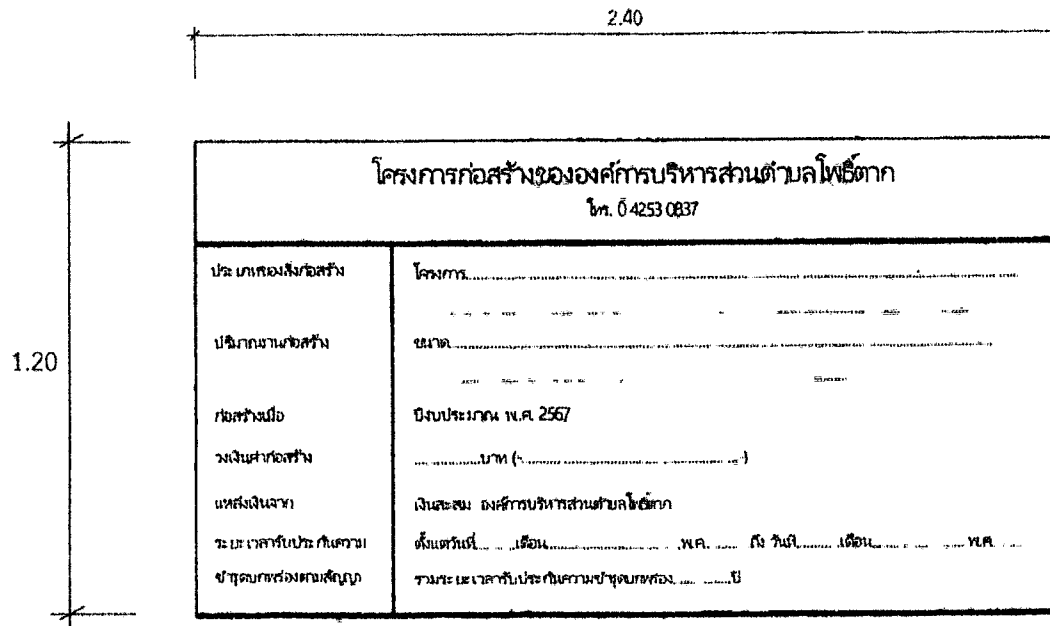 2.40
โครงการก่อสร้างขององค์การบริหารส่วนตำบลโพธิ์ตาก
โทร. 0 4253 0837
ประเภทของสิ่งก่อสร้าง โครงการ....................
1.20
ปริมาณงานก่อสร้าง ขนาด....................
ก่อสร้างเมื่อ ปีงบประมาณ พ.ศ. 2567
วงเงินค่าก่อสร้าง ....................บาท (-....................-)
แหล่งเงินจาก เงินสะสม องค์การบริหารส่วนตำบลโพธิ์ตาก
ระยะเวลารับประกันความ ตั้งแต่วันที่..........เดือน....................พ.ศ. ...... ถึง วันที่..........เดือน....................พ.ศ. ......
ชำรุดบกพร่องตามสัญญา รวมระยะเวลารับประกันความชำรุดบกพร่อง..........ปี